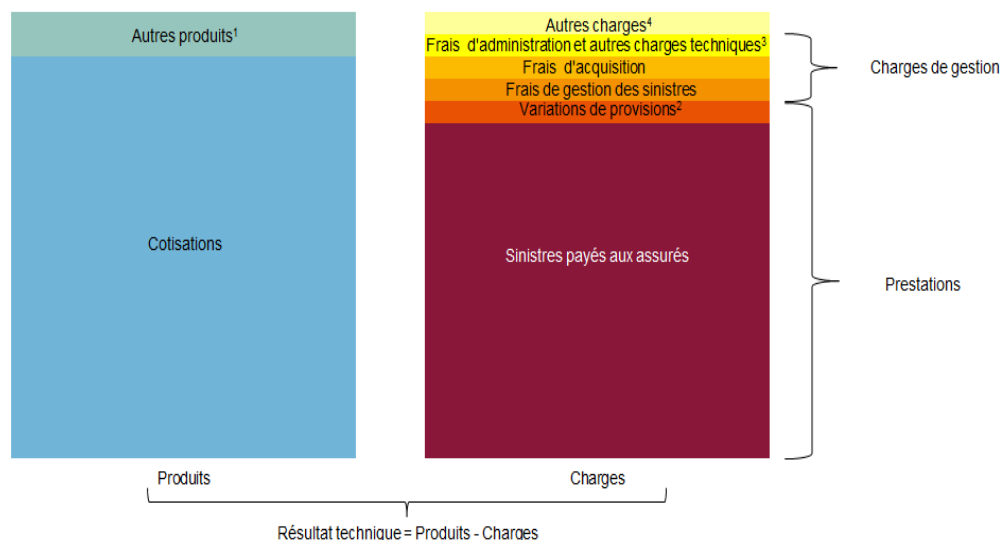 Autres produits¹
Cotisations
Autres charges⁴
Frais d'administration et autres charges techniques³
Frais d'acquisition
Frais de gestion des sinistres
Variations de provisions²
Sinistres payés aux assurés
Charges de gestion
Prestations
Produits
Charges
Résultat technique = Produits - Charges